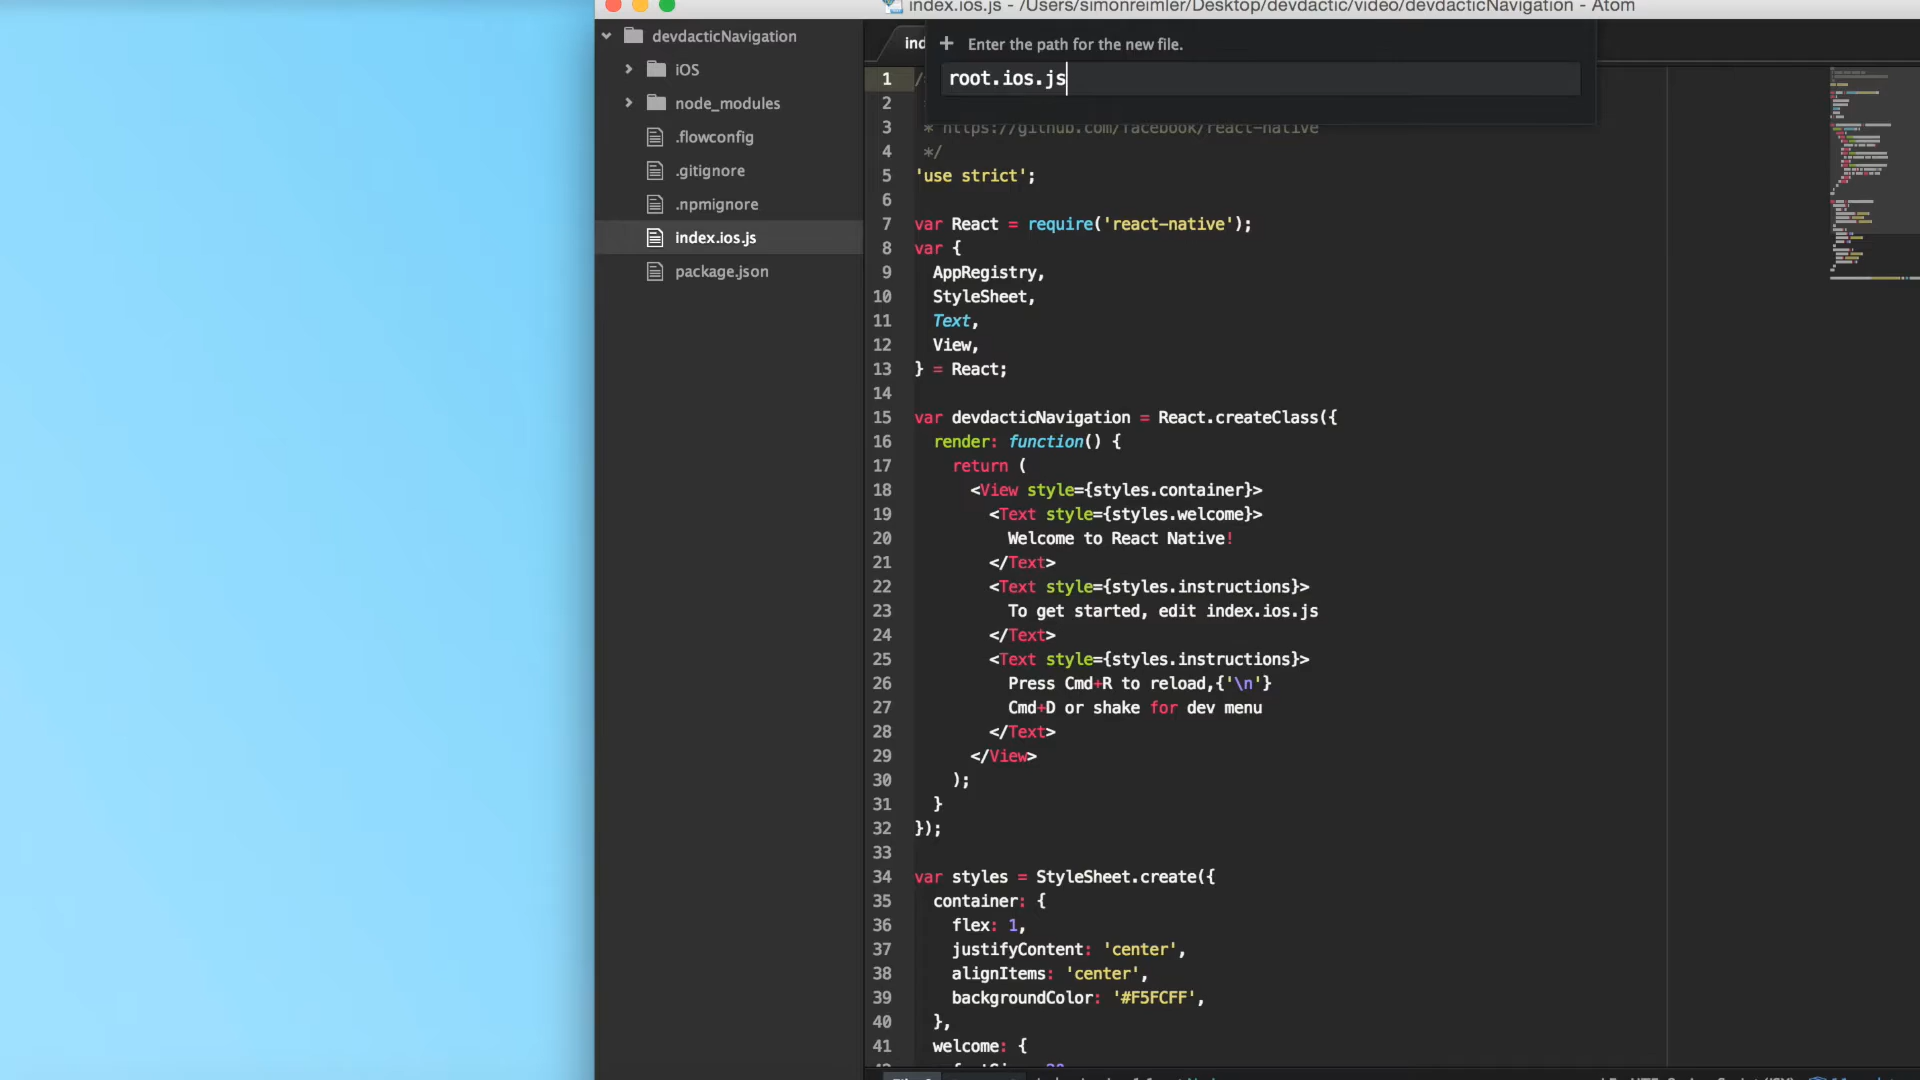 index.ios.js - /Users/simonreimler/Desktop/devdactic/video/devdacticNavigation - Atom
devdacticNavigation
iOS
node_modules
.flowconfig
.gitignore
.npmignore
index.ios.js
package.json
ind
Enter the path for the new file.
root.ios.js
1 /
2
3 * https://github.com/facebook/react-native
4 */
5 'use strict';
6
7 var React = require('react-native');
8 var {
9 AppRegistry,
10 StyleSheet,
11 Text,
12 View,
13 } = React;
14
15 var devdacticNavigation = React.createClass({
16 render: function() {
17 return (
18 <View style={styles.container}>
19 <Text style={styles.welcome}>
20 Welcome to React Native!
21 </Text>
22 <Text style={styles.instructions}>
23 To get started, edit index.ios.js
24 </Text>
25 <Text style={styles.instructions}>
26 Press Cmd+R to reload,{'\n'}
27 Cmd+D or shake for dev menu
28 </Text>
29 </View>
30 );
31 }
32 });
33
34 var styles = StyleSheet.create({
35 container: {
36 flex: 1,
37 justifyContent: 'center',
38 alignItems: 'center',
39 backgroundColor: '#F5FCFF',
40 },
41 welcome: {